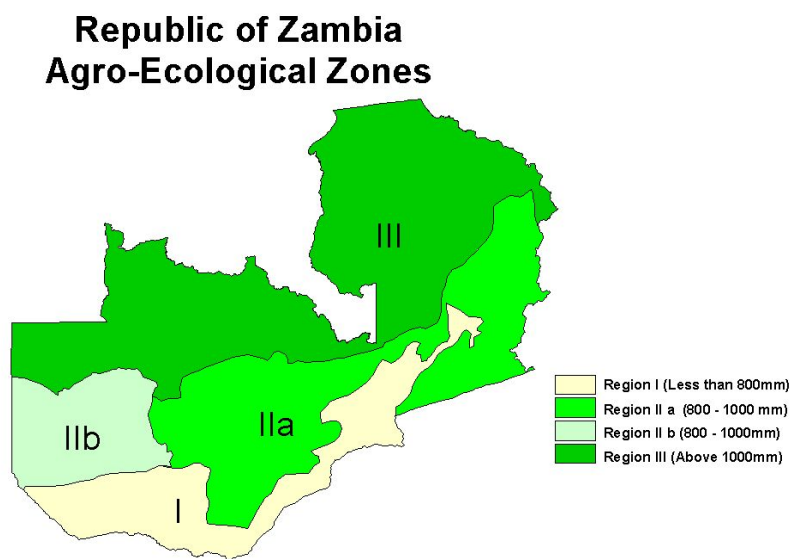 Republic of Zambia
Agro-Ecological Zones
III
IIb
IIa
I
Region I (Less than 800mm)
Region II a (800 - 1000 mm)
Region II b (800 - 1000mm)
Region III (Above 1000mm)